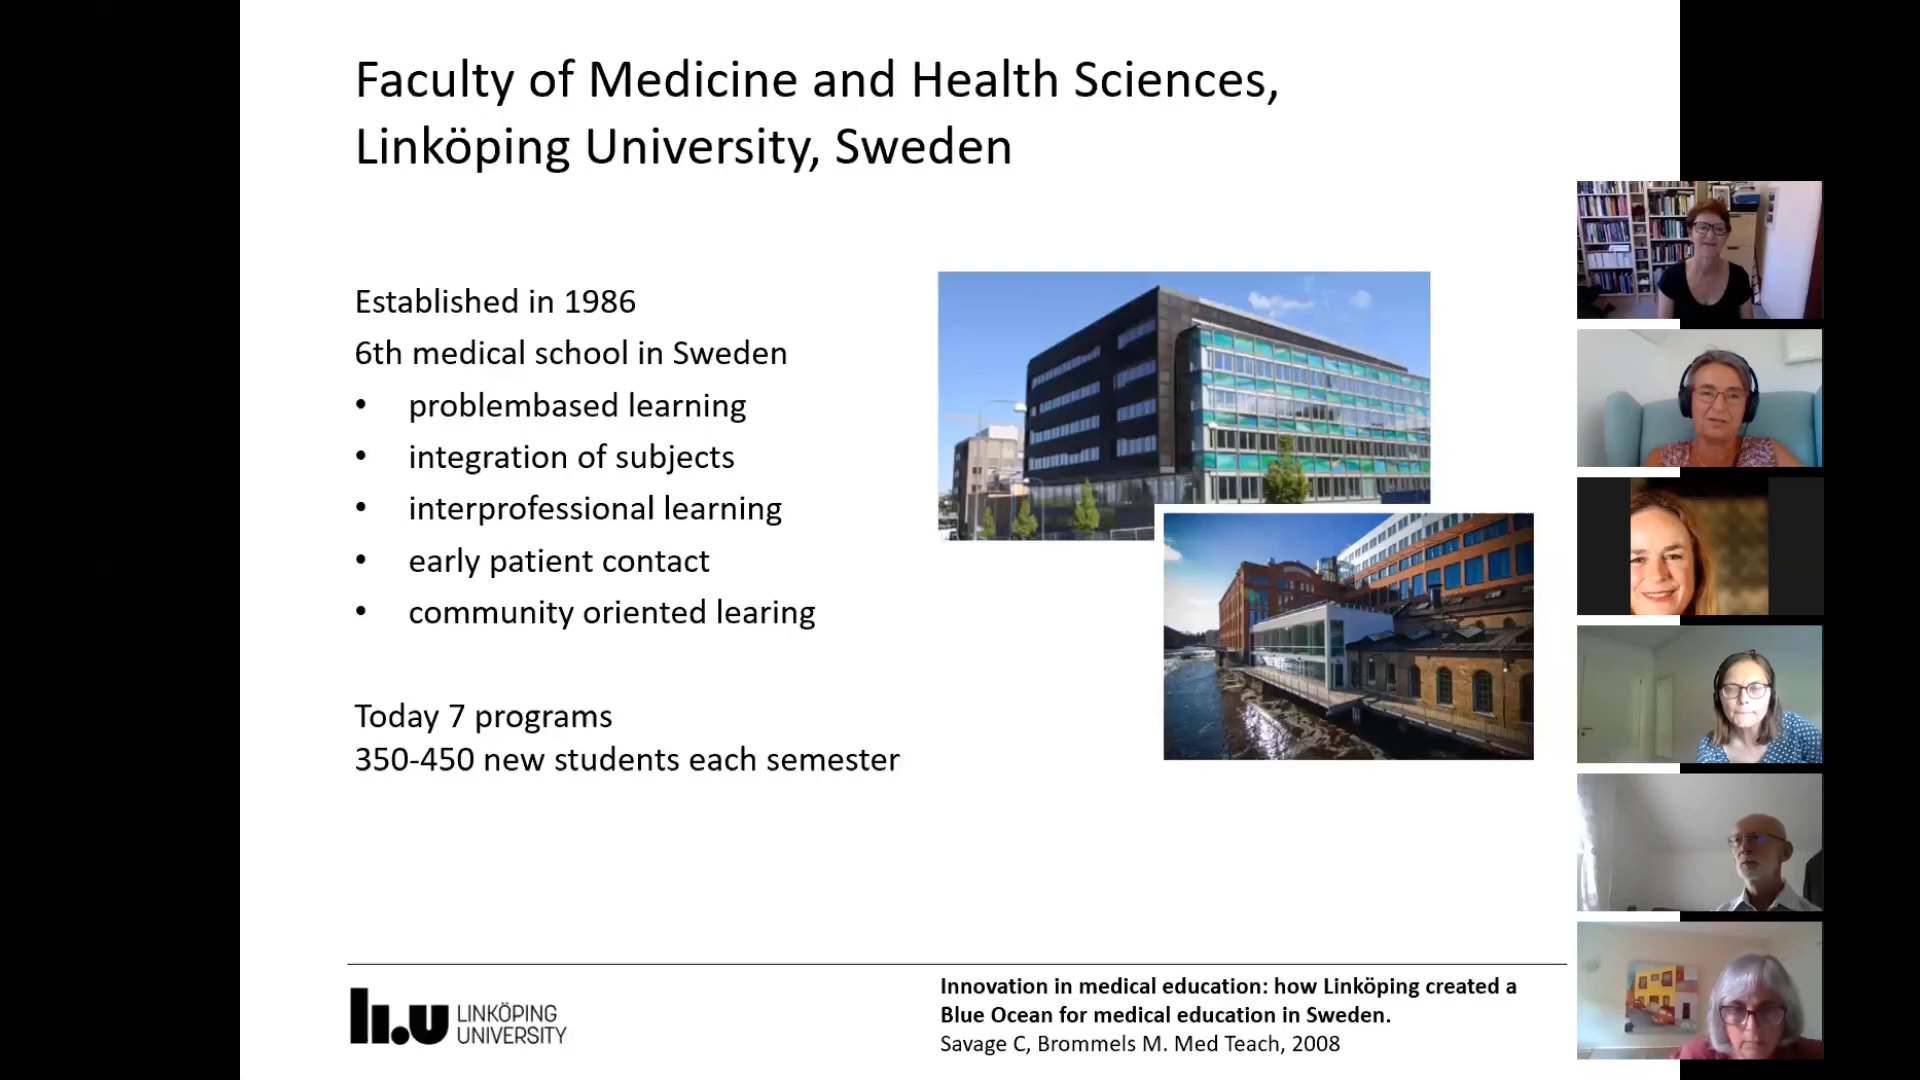 Faculty of Medicine and Health Sciences,
Linköping University, Sweden
Established in 1986
6th medical school in Sweden
• problembased learning
• integration of subjects
• interprofessional learning
• early patient contact
• community oriented learing
Today 7 programs
350-450 new students each semester
li.u LINKÖPING
UNIVERSITY
Innovation in medical education: how Linköping created a
Blue Ocean for medical education in Sweden.
Savage C, Brommels M. Med Teach, 2008